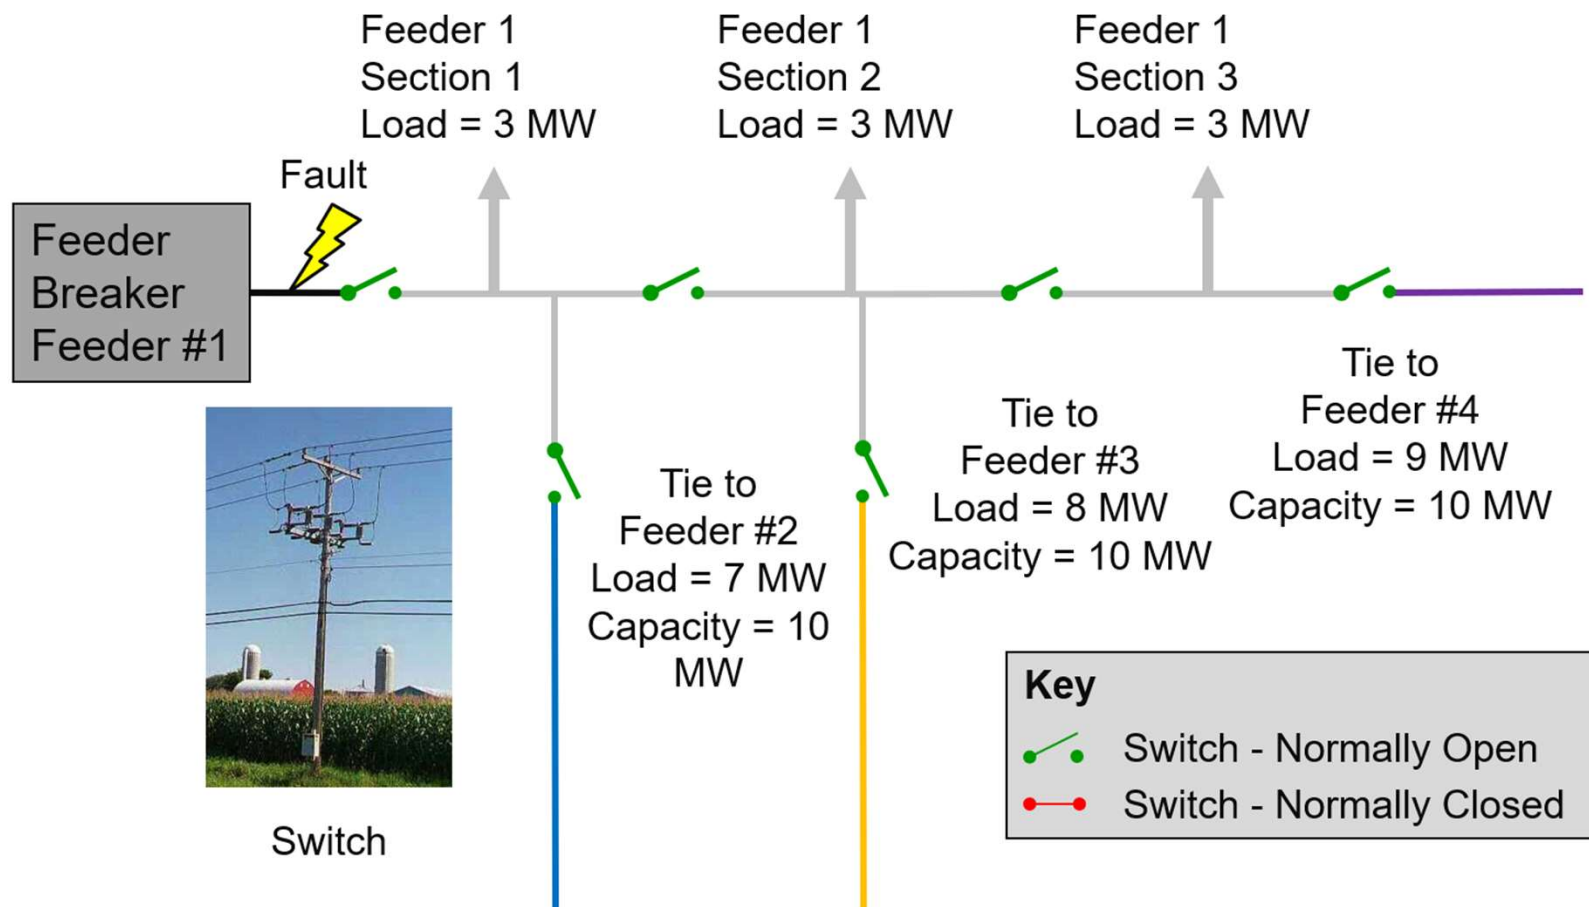 Feeder 1
Section 1
Load = 3 MW
Feeder 1
Section 2
Load = 3 MW
Feeder 1
Section 3
Load = 3 MW
Fault
Feeder
Breaker
Feeder #1
Tie to
Feeder #2
Load = 7 MW
Capacity = 10
MW
Tie to
Feeder #3
Load = 8 MW
Capacity = 10 MW
Tie to
Feeder #4
Load = 9 MW
Capacity = 10 MW
Switch
Key
Switch - Normally Open
Switch - Normally Closed